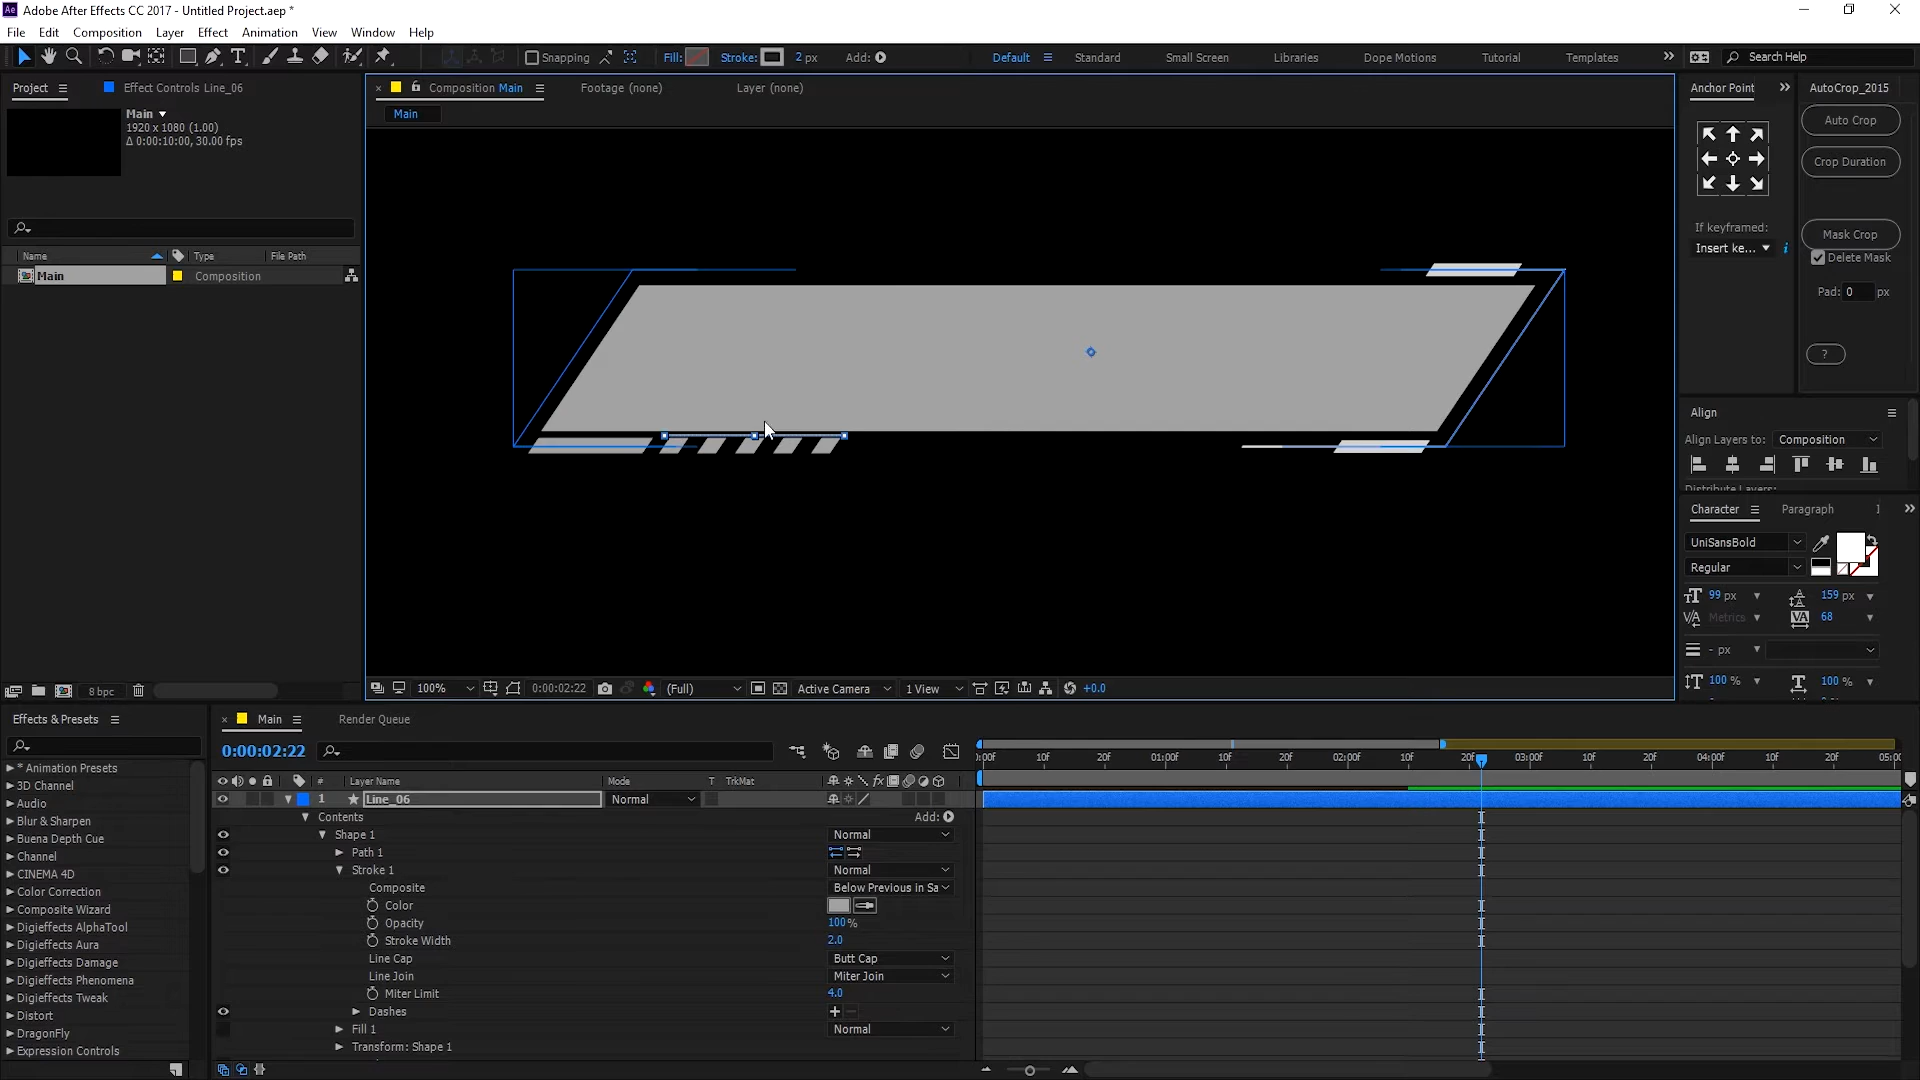 Adobe After Effects CC 2017 - Untitled Project.aep *
File Edit Composition Layer Effect Animation View Window Help
Snapping Fill: Stroke: 2 px Add: Default Standard Small Screen Libraries Dope Motions Tutorial Templates Search Help
Project Effect Controls Line_06
Main
1920 x 1080 (1.00)
Δ 0:00:10:00, 30.00 fps
Name Type File Path
Main Composition
8 bpc
Composition Main Footage (none) Layer (none)
Main
100% 0:00:02:22 (Full) Active Camera 1 View +0.0
Anchor Point
If keyframed:
Insert ke...
AutoCrop_2015
Auto Crop
Crop Duration
Mask Crop
Delete Mask
Pad: 0 px
?
Align
Align Layers to: Composition
Distribute Layers:
Character Paragraph
UniSansBold
Regular
99 px 159 px
Metrics 68
- px
100 % 100 %
Effects & Presets
* Animation Presets
3D Channel
Audio
Blur & Sharpen
Buena Depth Cue
Channel
CINEMA 4D
Color Correction
Composite Wizard
Digieffects AlphaTool
Digieffects Aura
Digieffects Damage
Digieffects Phenomena
Digieffects Tweak
Distort
DragonFly
Expression Controls
Main Render Queue
0:00:02:22
# Layer Name Mode T TrkMat
1 Line_06 Normal
Contents Add:
Shape 1 Normal
Path 1
Stroke 1 Normal
Composite Below Previous in Sa
Color
Opacity 100%
Stroke Width 2.0
Line Cap Butt Cap
Line Join Miter Join
Miter Limit 4.0
Dashes
Fill 1 Normal
Transform: Shape 1
):00f 10f 20f 01:00f 10f 20f 02:00f 10f 20f 03:00f 10f 20f 04:00f 10f 20f 05:00